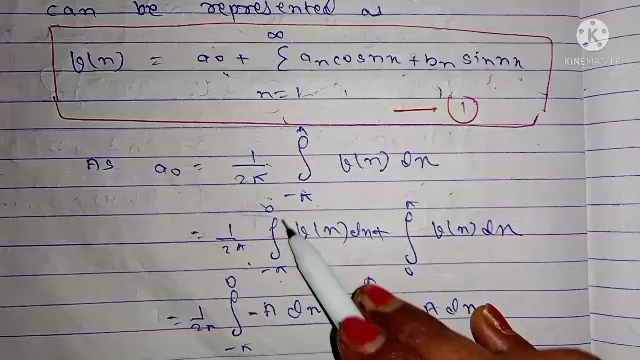 can be represented as
KINEMASTER
v(x) = a0 + ∞ Σ n=1 an cos nx + bn sin nx
→ ①
As a0 = 1/2π ∫_{-π}^{π} v(x) dx
= 1/2π ∫_{-π}^{0} v(x) dx + ∫_{0}^{π} v(x) dx
= 1/2π ∫_{-π}^{0} -A dx A dx